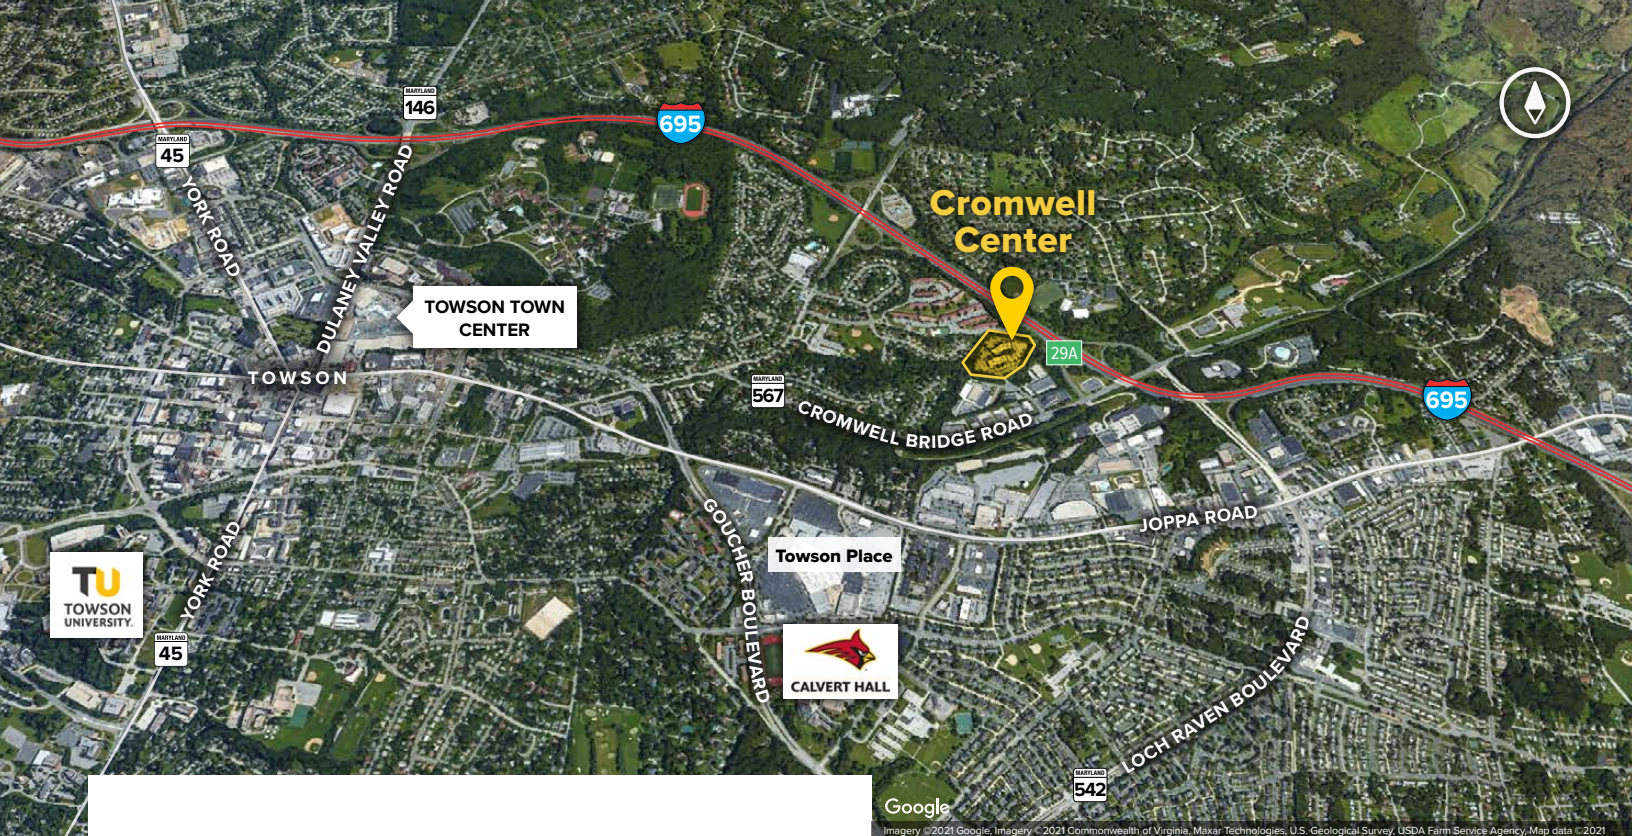 MARYLAND
146
695
MARYLAND
45
YORK ROAD
DULANEY VALLEY ROAD
Cromwell
Center
TOWSON TOWN
CENTER
29A
TOWSON
MARYLAND
567
CROMWELL BRIDGE ROAD
695
GOUCHER BOULEVARD
JOPPA ROAD
Towson Place
TU
TOWSON
UNIVERSITY.
YORK ROAD
MARYLAND
45
CALVERT HALL
LOCH RAVEN BOULEVARD
MARYLAND
542
Google
Imagery ©2021 Google, Imagery ©2021 Commonwealth of Virginia, Maxar Technologies, U.S. Geological Survey, USDA Farm Service Agency, Map data ©2021